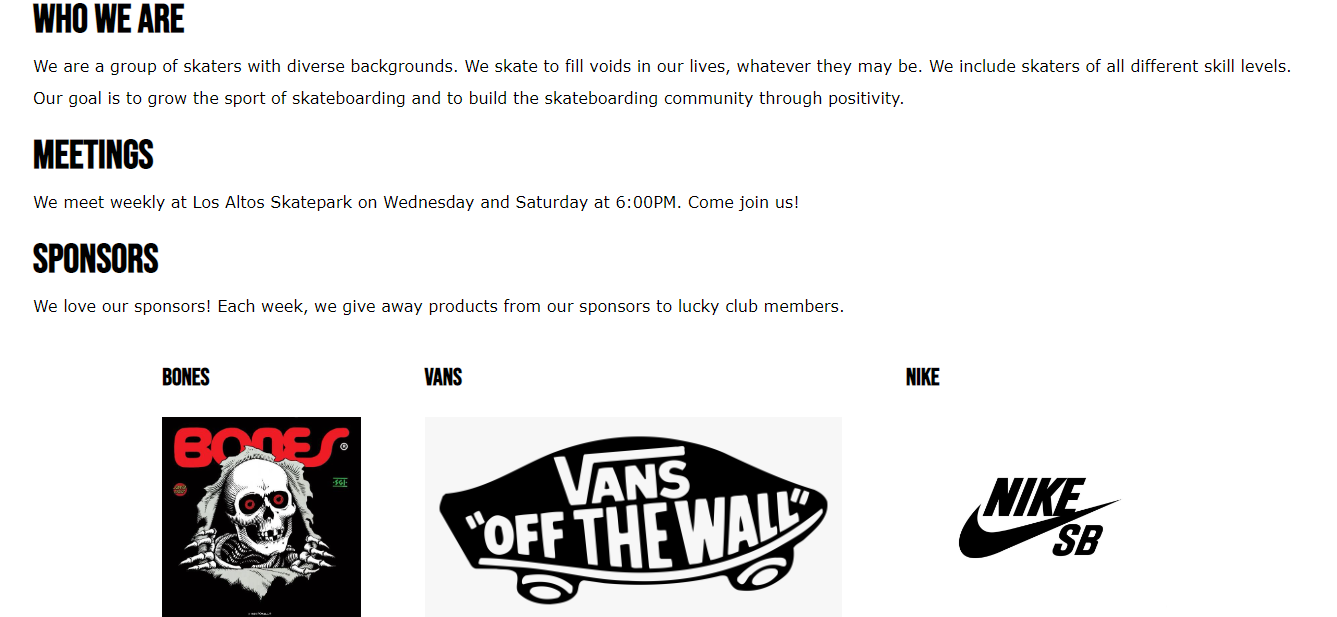 WHO WE ARE
We are a group of skaters with diverse backgrounds. We skate to fill voids in our lives, whatever they may be. We include skaters of all different skill levels.
Our goal is to grow the sport of skateboarding and to build the skateboarding community through positivity.
MEETINGS
We meet weekly at Los Altos Skatepark on Wednesday and Saturday at 6:00PM. Come join us!
SPONSORS
We love our sponsors! Each week, we give away products from our sponsors to lucky club members.
BONES
VANS
NIKE
BONES ®
VANS
"OFF THE WALL"
NIKE
SB